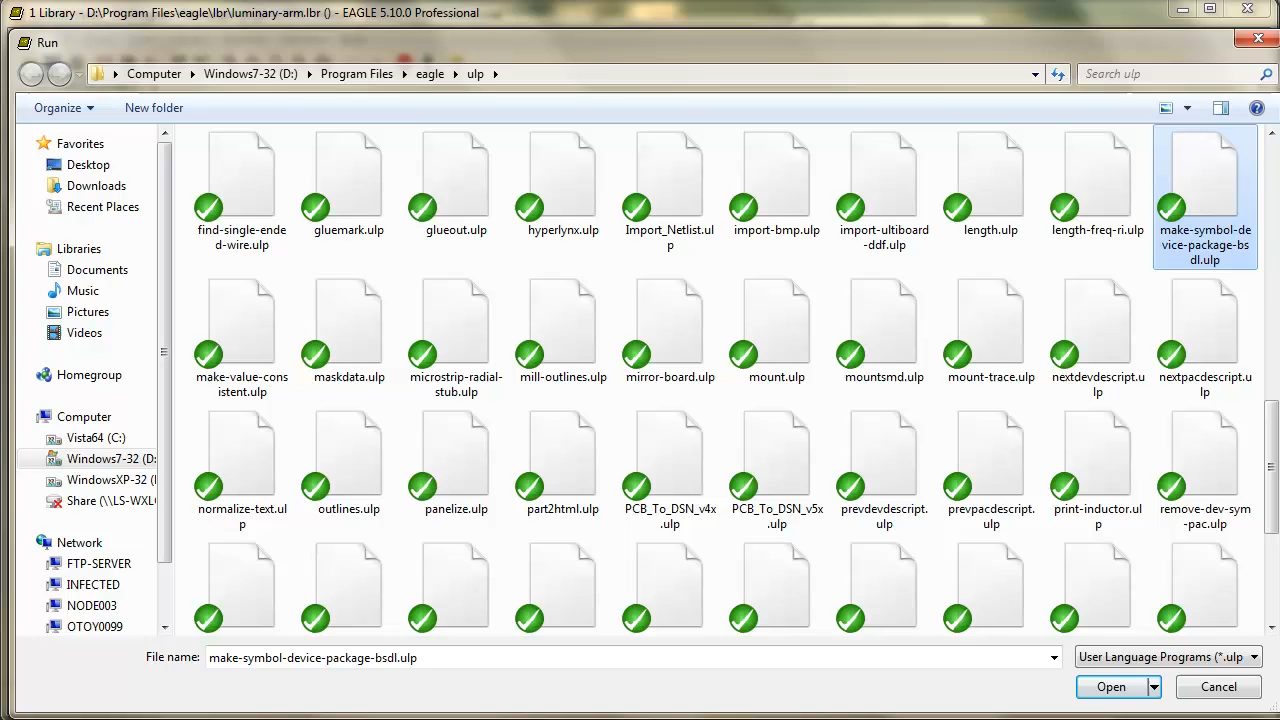 1 Library - D:\Program Files\eagle\lbr\luminary-arm.lbr () - EAGLE 5.10.0 Professional
Run
Computer
Windows7-32 (D:)
Program Files
eagle
ulp
Search ulp
Organize
New folder
Favorites
Desktop
Downloads
Recent Places
Libraries
Documents
Music
Pictures
Videos
Homegroup
Computer
Vista64 (C:)
Windows7-32 (D:
WindowsXP-32 (
Share (\\LS-WXL
Network
FTP-SERVER
INFECTED
NODE003
OTOY0099
find-single-ende
d-wire.ulp
gluemark.ulp
glueout.ulp
hyperlynx.ulp
Import_Netlist.ul
p
import-bmp.ulp
import-ultiboard
-ddf.ulp
length.ulp
length-freq-ri.ulp
make-symbol-de
vice-package-bs
dl.ulp
make-value-cons
istent.ulp
maskdata.ulp
microstrip-radial-
stub.ulp
mill-outlines.ulp
mirror-board.ulp
mount.ulp
mountsmd.ulp
mount-trace.ulp
nextdevdescript.u
lp
nextpacdescript.u
lp
normalize-text.ul
p
outlines.ulp
panelize.ulp
part2html.ulp
PCB_To_DSN_v4x
.ulp
PCB_To_DSN_v5x
.ulp
prevdevdescript.
ulp
prevpacdescript.
ulp
print-inductor.ul
p
remove-dev-sym
-pac.ulp
File name:
make-symbol-device-package-bsdl.ulp
User Language Programs (*.ulp
Open
Cancel